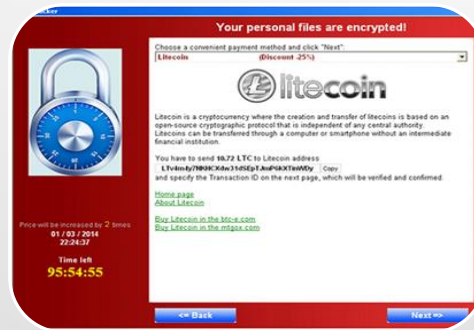 Your personal files are encrypted!
Choose a convenient payment method and click "Next":
Litecoin (Discount -25%)
litecoin
Litecoin is a cryptocurrency where the creation and transfer of litecoins is based on an
open-source cryptographic protocol that is independent of any central authority.
Litecoins can be transferred through a computer or smartphone without an intermediate
financial institution.
You have to send 10.72 LTC to Litecoin address
Copy
and specify the Transaction ID on the next page, which will be verified and confirmed.
Home page
About Litecoin
Buy Litecoin in the btc-e.com
Buy Litecoin in the mtgox.com
Price will be increased by 2 times
01 / 03 / 2014
22:24:37
Time left
95:54:55
<= Back
Next =>